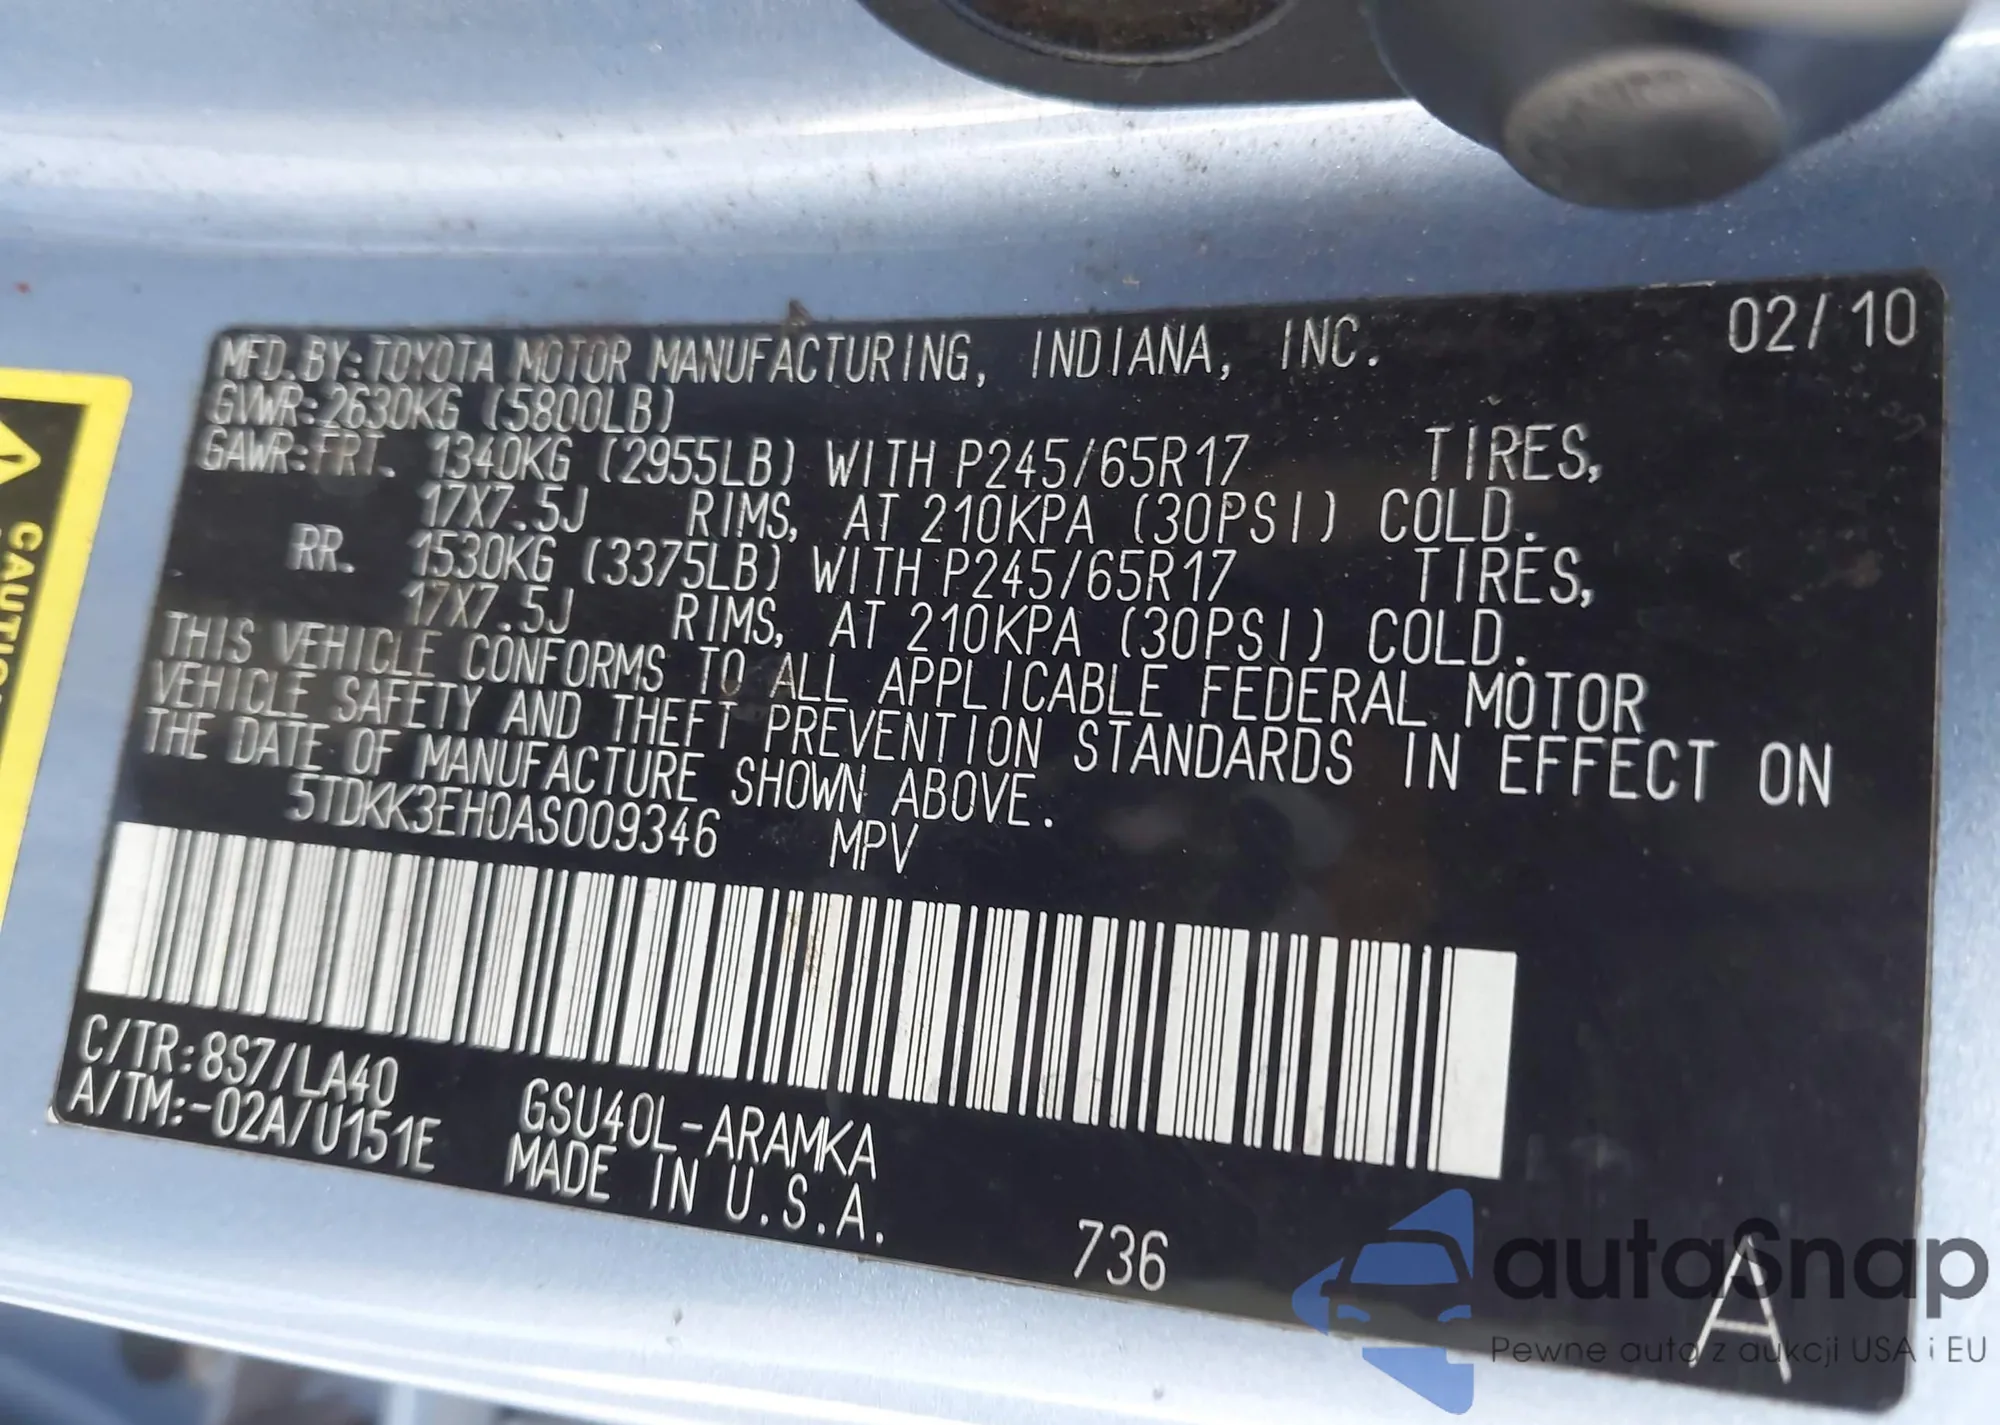 MFD.BY:TOYOTA MOTOR MANUFACTURING, INDIANA, INC. 02/10
GVWR:2630KG (5800LB)
GAWR:FRT. 1340KG (2955LB) WITH P245/65R17 TIRES,
17X7.5J RIMS, AT 210KPA (30PSI) COLD.
RR. 1530KG (3375LB) WITH P245/65R17 TIRES,
17X7.5J RIMS, AT 210KPA (30PSI) COLD.
THIS VEHICLE CONFORMS TO ALL APPLICABLE FEDERAL MOTOR
VEHICLE SAFETY AND THEFT PREVENTION STANDARDS IN EFFECT ON
THE DATE OF MANUFACTURE SHOWN ABOVE.
5TDKK3EH0AS009346 MPV
C/TR:8S7/LA40
A/TM:-02A/U151E
GSU40L-ARAMKA
MADE IN U.S.A.
736
A
CAUTION
autoSnap
Pewne auto z aukcji USA i EU